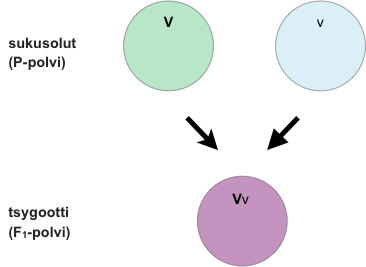 V
v
sukusolut
(P-polvi)
Vv
tsygootti
(F₁-polvi)